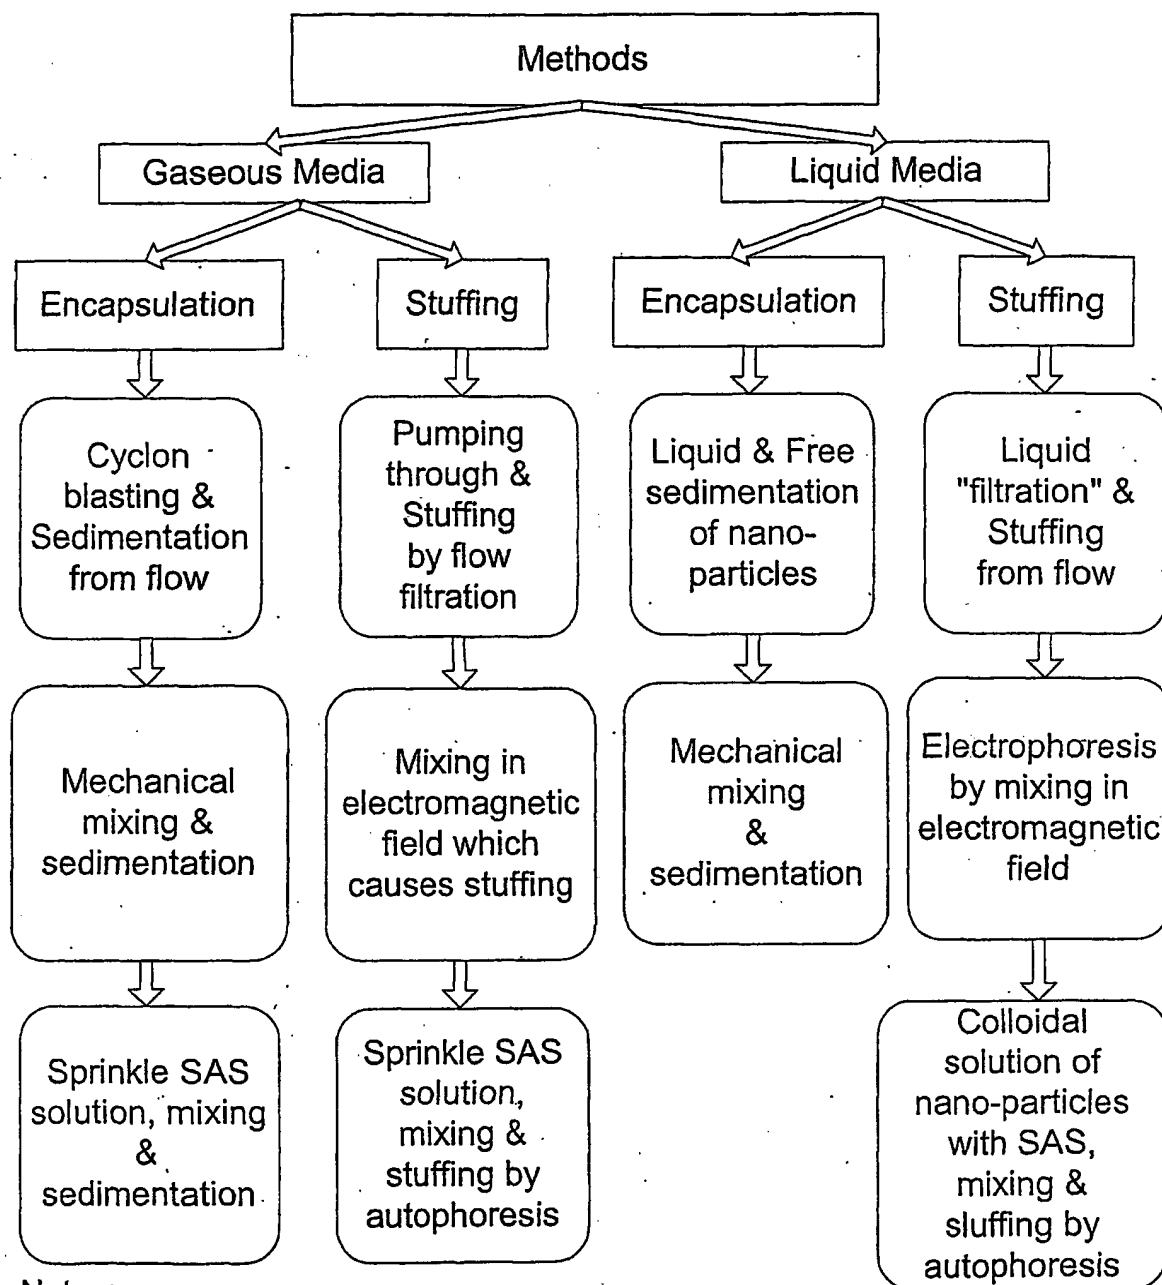 Methods
Gaseous Media
Liquid Media
Encapsulation
Stuffing
Encapsulation
Stuffing
Cyclon
blasting &
Sedimentation
from flow
Pumping
through &
Stuffing
by flow
filtration
Liquid & Free
sedimentation
of nano-
particles
Liquid
"filtration" &
Stuffing
from flow
Mechanical
mixing &
sedimentation
Mixing in
electromagnetic
field which
causes stuffing
Mechanical
mixing
&
sedimentation
Electrophoresis
by mixing in
electromagnetic
field
Sprinkle SAS
solution, mixing
&
sedimentation
Sprinkle SAS
solution,
mixing &
stuffing by
autophoresis
Colloidal
solution of
nano-particles
with SAS,
mixing &
sluffing by
autophoresis